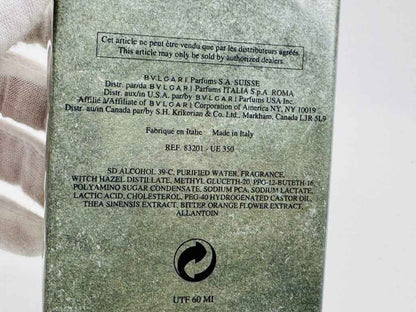 Cet article ne peut être vendu que par les distributeurs agréés.
This article may only be sold by authorized dealers.
BVLGARI Parfums S.A. SUISSE
Distr. par/da BVLGARI Parfums ITALIA S.p.A. ROMA
Distr. aux/in U.S.A. par/by BVLGARI Parfums USA Inc.
Affilié à/Affiliate of BVLGARI Corporation of America NY, NY 10019
Distr. au/in Canada par/by S.H. Krikorian & Co. Ltd., Markham, Canada L3R 5L9
Fabriqué en Italie Made in Italy
REF. 83201 - UE 350
SD ALCOHOL 39-C, PURIFIED WATER, FRAGRANCE,
WITCH HAZEL DISTILLATE, METHYL GLUCETH-20, PPG-12-BUTETH-16,
POLYAMINO SUGAR CONDENSATE, SODIUM PCA, SODIUM LACTATE,
LACTIC ACID, CHOLESTEROL, PEG-40 HYDROGENATED CASTOR OIL,
THEA SINENSIS EXTRACT, BITTER ORANGE FLOWER EXTRACT,
ALLANTOIN
UTF 60 Ml